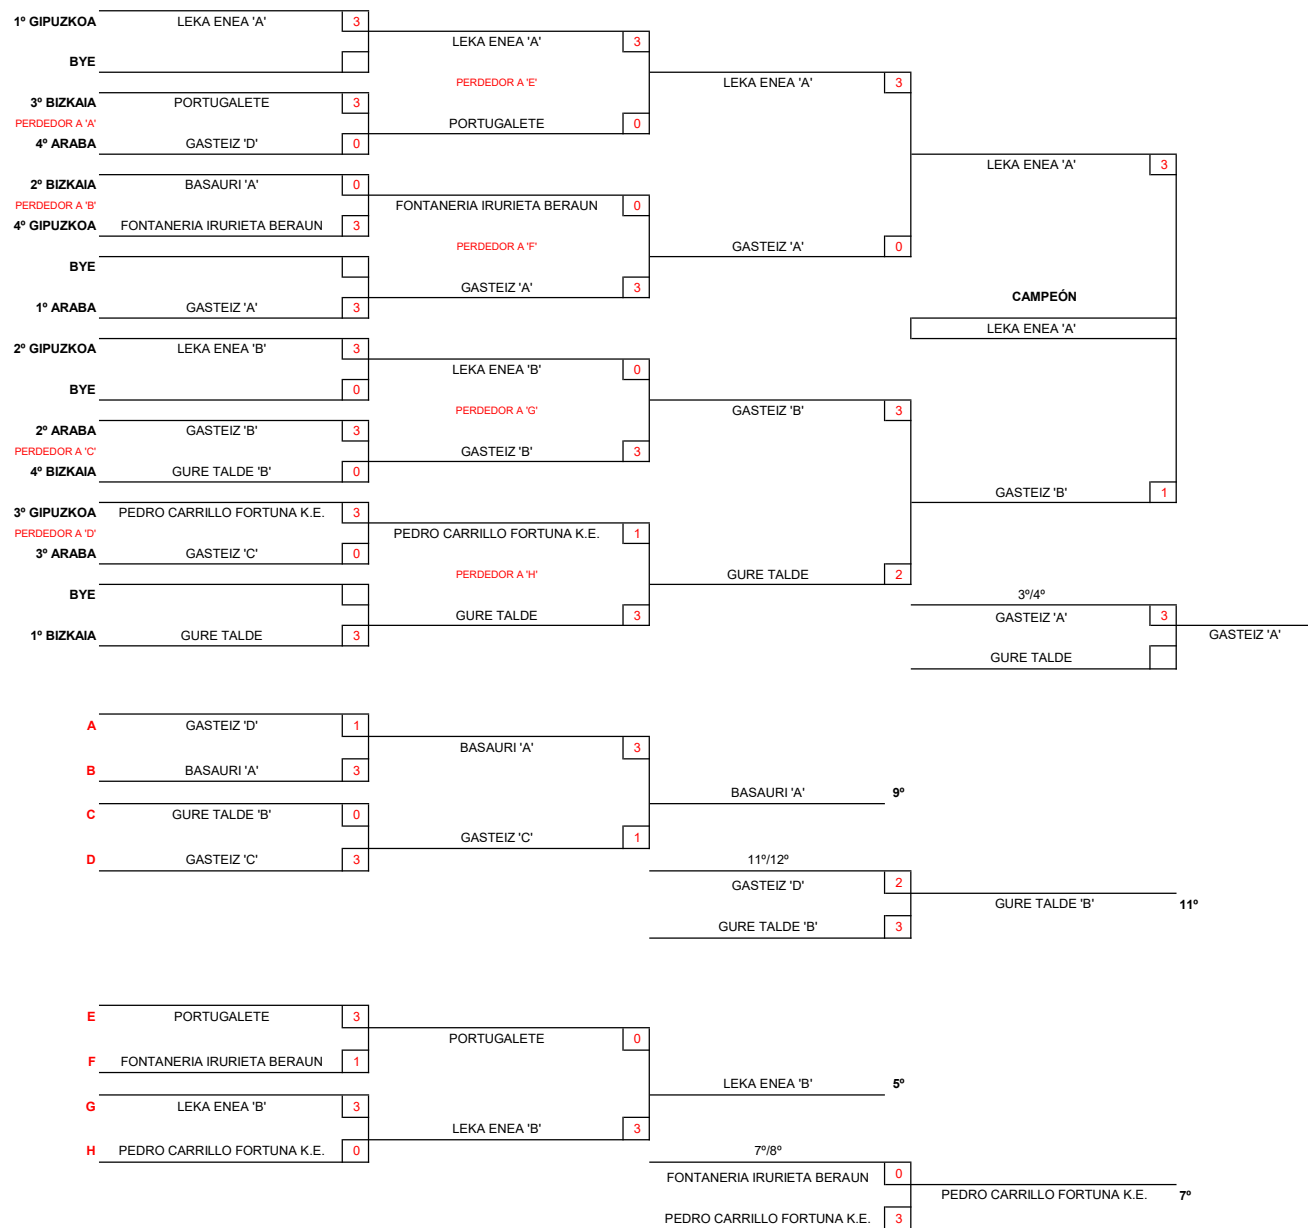 1º GIPUZKOA LEKA ENEA 'A' 3
LEKA ENEA 'A' 3
BYE
PERDEDOR A 'E' LEKA ENEA 'A' 3
3º BIZKAIA PORTUGALETE 3
PERDEDOR A 'A' PORTUGALETE 0
4º ARABA GASTEIZ 'D' 0
LEKA ENEA 'A' 3
2º BIZKAIA BASAURI 'A' 0
PERDEDOR A 'B' FONTANERIA IRURIETA BERAUN 0
4º GIPUZKOA FONTANERIA IRURIETA BERAUN 3
PERDEDOR A 'F' GASTEIZ 'A' 0
BYE
GASTEIZ 'A' 3
CAMPEÓN
1º ARABA GASTEIZ 'A' 3
LEKA ENEA 'A'
2º GIPUZKOA LEKA ENEA 'B' 3
LEKA ENEA 'B' 0
BYE 0
PERDEDOR A 'G' GASTEIZ 'B' 3
2º ARABA GASTEIZ 'B' 3
PERDEDOR A 'C' GASTEIZ 'B' 3
4º BIZKAIA GURE TALDE 'B' 0
GASTEIZ 'B' 1
3º GIPUZKOA PEDRO CARRILLO FORTUNA K.E. 3
PERDEDOR A 'D' PEDRO CARRILLO FORTUNA K.E. 1
3º ARABA GASTEIZ 'C' 0
PERDEDOR A 'H' GURE TALDE 2
BYE
3º/4º
GURE TALDE 3
GASTEIZ 'A' 3
1º BIZKAIA GURE TALDE 3
GASTEIZ 'A'
GURE TALDE
A GASTEIZ 'D' 1
BASAURI 'A' 3
B BASAURI 'A' 3
BASAURI 'A' 9º
C GURE TALDE 'B' 0
GASTEIZ 'C' 1
D GASTEIZ 'C' 3
11º/12º
GASTEIZ 'D' 2
GURE TALDE 'B' 11º
GURE TALDE 'B' 3
E PORTUGALETE 3
PORTUGALETE 0
F FONTANERIA IRURIETA BERAUN 1
LEKA ENEA 'B' 5º
G LEKA ENEA 'B' 3
LEKA ENEA 'B' 3
H PEDRO CARRILLO FORTUNA K.E. 0
7º/8º
FONTANERIA IRURIETA BERAUN 0
PEDRO CARRILLO FORTUNA K.E. 7º
PEDRO CARRILLO FORTUNA K.E. 3